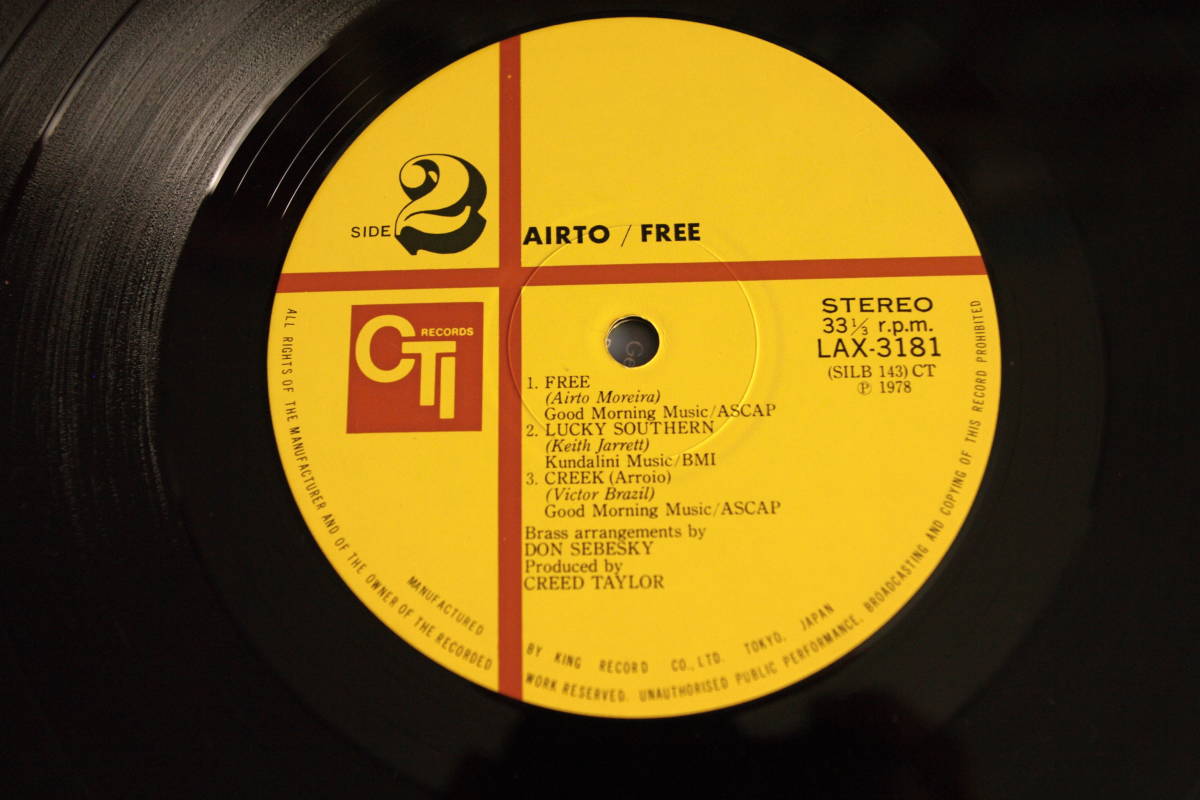 SIDE 2
AIRTO / FREE
CTI RECORDS
STEREO
33 1/3 r.p.m.
LAX-3181
(SILB 143) CT
Ⓟ 1978
1. FREE
(Airto Moreira)
Good Morning Music/ASCAP
2. LUCKY SOUTHERN
(Keith Jarrett)
Kundalini Music/BMI
3. CREEK (Arroio)
(Victor Brazil)
Good Morning Music/ASCAP
Brass arrangements by
DON SEBESKY
Produced by
CREED TAYLOR
MANUFACTURED BY KING RECORD CO., LTD. TOKYO, JAPAN
ALL RIGHTS OF THE MANUFACTURER AND OF THE OWNER OF THE RECORDED WORK RESERVED. UNAUTHORISED PUBLIC PERFORMANCE, BROADCASTING AND COPYING OF THIS RECORD PROHIBITED